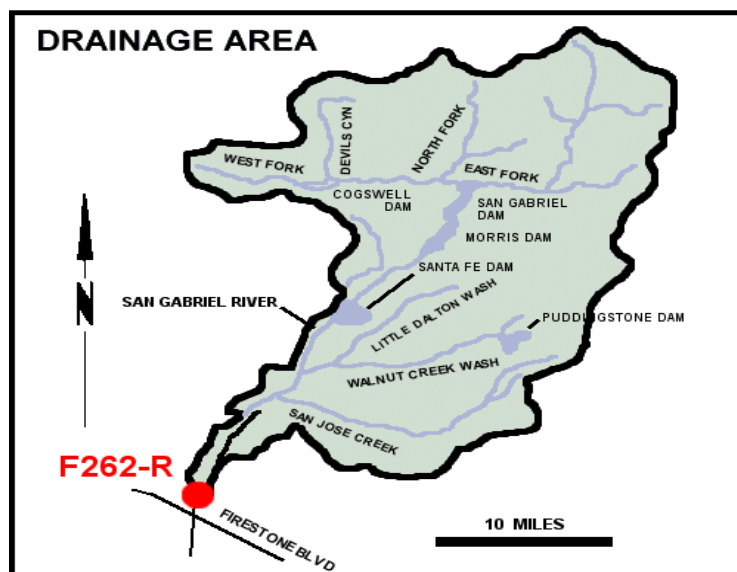 DRAINAGE AREA
DEVILS CYN
NORTH FORK
WEST FORK
EAST FORK
COGSWELL
DAM
SAN GABRIEL
DAM
MORRIS DAM
SANTA FE DAM
N
SAN GABRIEL RIVER
LITTLE DALTON WASH
PUDDLIGSTONE DAM
WALNUT CREEK WASH
SAN JOSE CREEK
F262-R
FIRESTONE BLVD
10 MILES